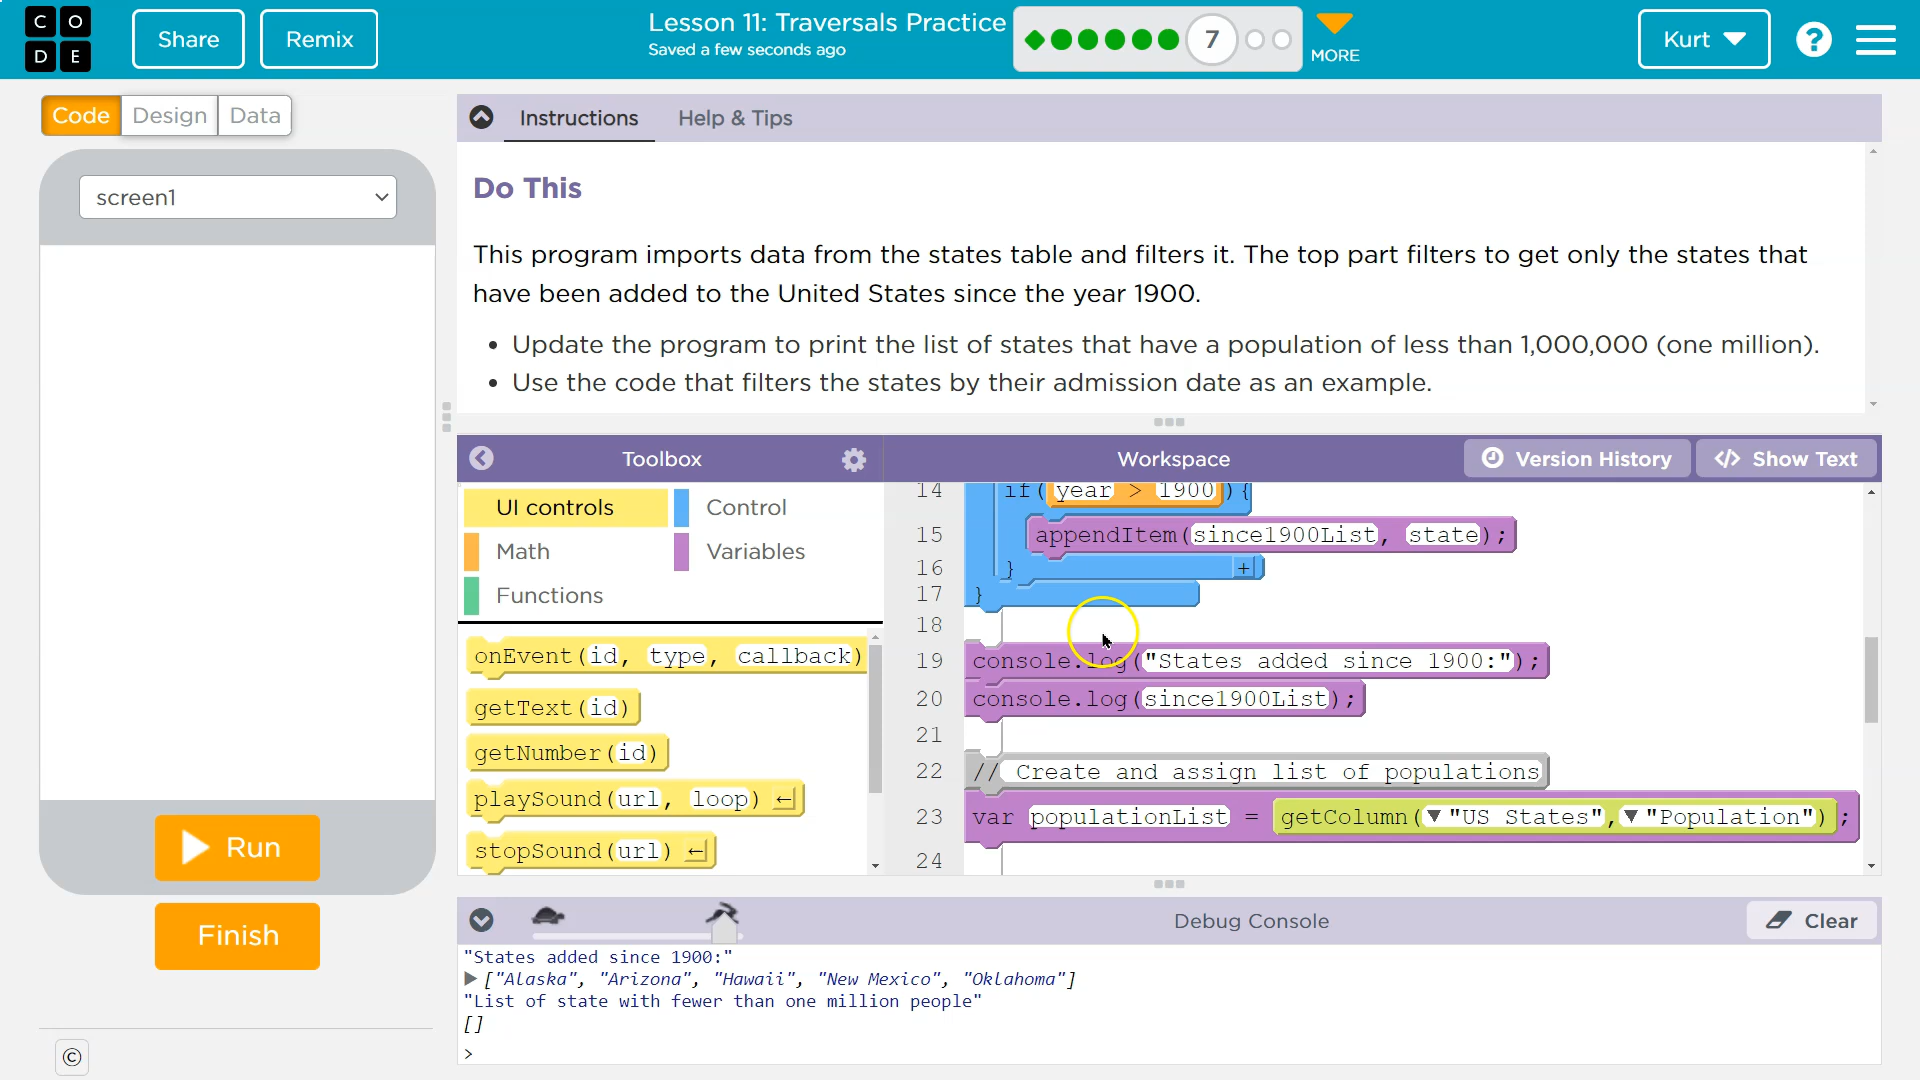 C O
D E
Share
Remix
Lesson 11: Traversals Practice
Saved a few seconds ago
7
MORE
Kurt
?
Code
Design
Data
Instructions
Help & Tips
screen1
Do This
This program imports data from the states table and filters it. The top part filters to get only the states that
have been added to the United States since the year 1900.
• Update the program to print the list of states that have a population of less than 1,000,000 (one million).
• Use the code that filters the states by their admission date as an example.
Toolbox
Workspace
Version History
</> Show Text
UI controls
Control
Math
Variables
Functions
onEvent(id, type, callback)
getText(id)
getNumber(id)
playSound(url, loop) ←
stopSound(url) ←
14 if( year > 1900 ){
15 appendItem(since1900List, state);
16 } +
17 }
18
19 console.log("States added since 1900:");
20 console.log(since1900List);
21
22 // Create and assign list of populations
23 var populationList = getColumn(▼"US States",▼"Population");
24
Run
Finish
Debug Console
Clear
"States added since 1900:"
▶ ["Alaska", "Arizona", "Hawaii", "New Mexico", "Oklahoma"]
"List of state with fewer than one million people"
[]
>
©